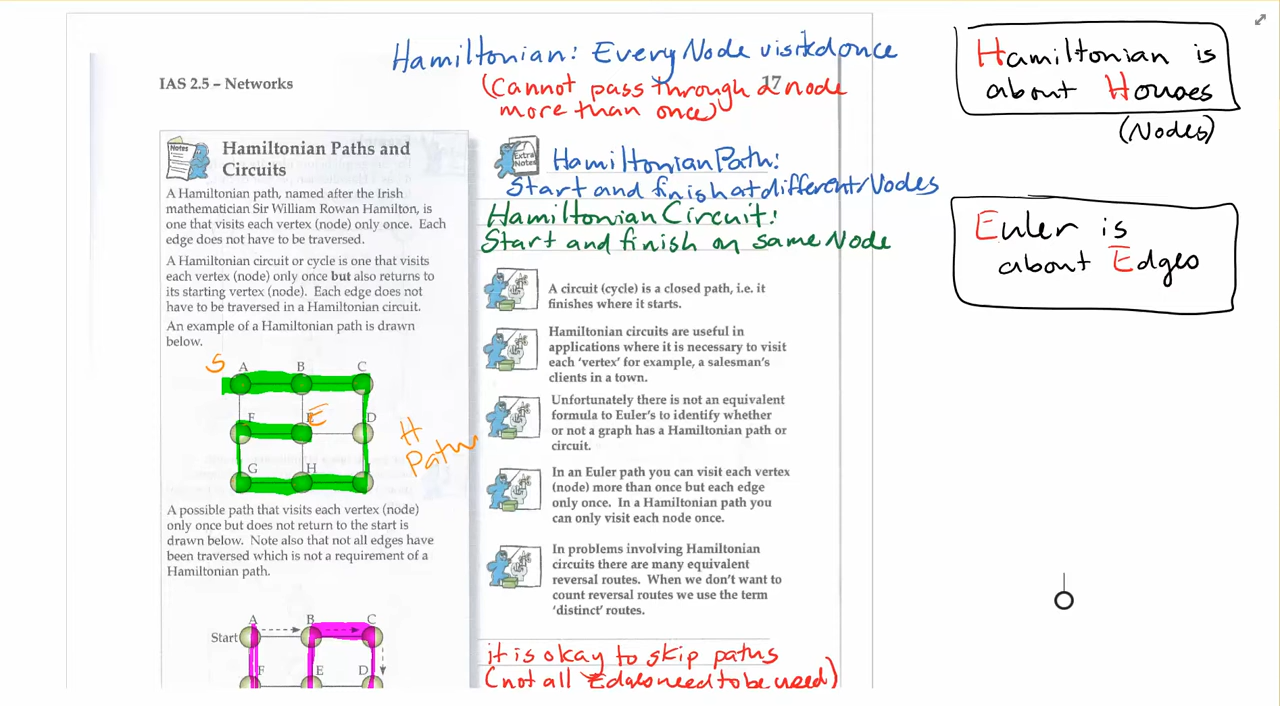 Hamiltonian: Every Node visited once
(Cannot pass through a node
more than once)
IAS 2.5 – Networks
17
Hamiltonian is
about Houses
(Nodes)
Euler is
about Edges
Notes
Hamiltonian Paths and
Circuits
A Hamiltonian path, named after the Irish
mathematician Sir William Rowan Hamilton, is
one that visits each vertex (node) only once. Each
edge does not have to be traversed.
A Hamiltonian circuit or cycle is one that visits
each vertex (node) only once but also returns to
its starting vertex (node). Each edge does not
have to be traversed in a Hamiltonian circuit.
An example of a Hamiltonian path is drawn
below.
S
A B C
F E D
E
G H I
H
Path
A possible path that visits each vertex (node)
only once but does not return to the start is
drawn below. Note also that not all edges have
been traversed which is not a requirement of a
Hamiltonian path.
A B C
Start
F E D
Extra
Notes
Hamiltonian Path:
Start and finish at different Nodes
Hamiltonian Circuit:
Start and finish on same Node
A circuit (cycle) is a closed path, i.e. it
finishes where it starts.
Hamiltonian circuits are useful in
applications where it is necessary to visit
each 'vertex' for example, a salesman's
clients in a town.
Unfortunately there is not an equivalent
formula to Euler's to identify whether
or not a graph has a Hamiltonian path or
circuit.
In an Euler path you can visit each vertex
(node) more than once but each edge
only once. In a Hamiltonian path you
can only visit each node once.
In problems involving Hamiltonian
circuits there are many equivalent
reversal routes. When we don't want to
count reversal routes we use the term
'distinct' routes.
it is okay to skip paths
(not all Edges need to be used)